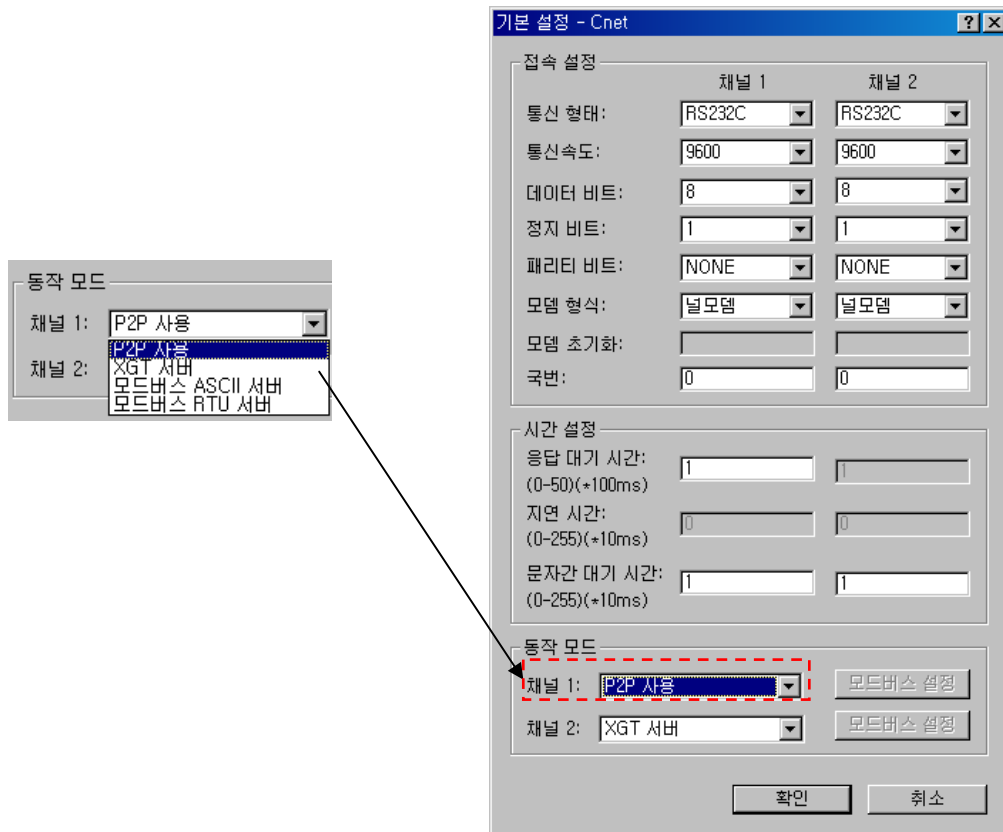 동작 모드
채널 1: P2P 사용
P2P 사용
XGT 서버
채널 2:
모드버스 ASCII 서버
모드버스 RTU 서버
기본 설정 - Cnet
접속 설정
채널 1 채널 2
통신 형태: RS232C RS232C
통신속도: 9600 9600
데이터 비트: 8 8
정지 비트: 1 1
패리티 비트: NONE NONE
모뎀 형식: 널모뎀 널모뎀
모뎀 초기화:
국번: 0 0
시간 설정
응답 대기 시간: 1 1
(0-50)(*100ms)
지연 시간: 0 0
(0-255)(*10ms)
문자간 대기 시간: 1 1
(0-255)(*10ms)
동작 모드
채널 1: P2P 사용 모드버스 설정
채널 2: XGT 서버 모드버스 설정
확인 취소